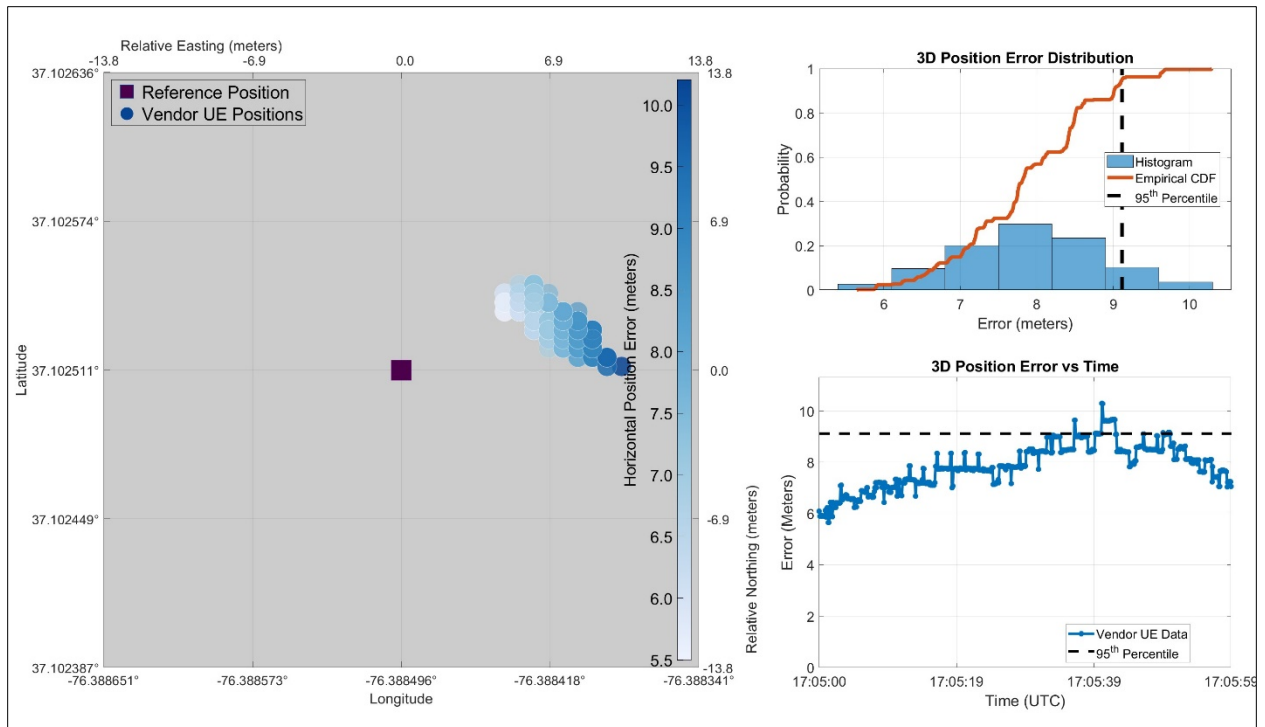 Relative Easting (meters)
-13.8 -6.9 0.0 6.9 13.8
37.102636° 13.8
Reference Position
Vendor UE Positions
37.102574° 6.9
37.102511° 0.0
37.102449° -6.9
37.102387° -13.8
Latitude
-76.388651° -76.388573° -76.388496° -76.388418° -76.388341°
Longitude
Relative Northing (meters)
Horizontal Position Error (meters)
10.0
9.5
9.0
8.5
8.0
7.5
7.0
6.5
6.0
5.5
3D Position Error Distribution
Probability
1
0.8
0.6
0.4
0.2
0
Histogram
Empirical CDF
95th Percentile
6 7 8 9 10
Error (meters)
3D Position Error vs Time
Error (Meters)
10
8
6
4
2
0
Vendor UE Data
95th Percentile
17:05:00 17:05:19 17:05:39 17:05:59
Time (UTC)